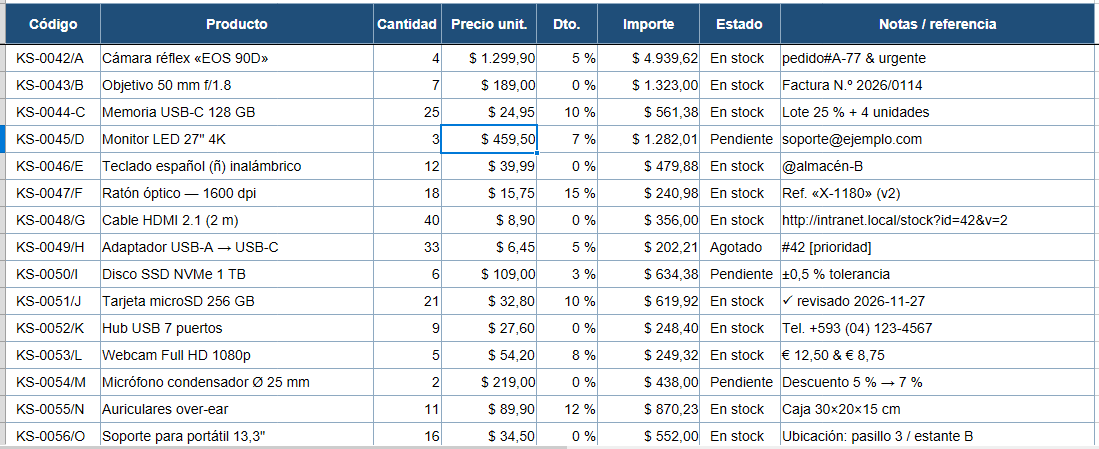 Código Producto Cantidad Precio unit. Dto. Importe Estado Notas / referencia
KS-0042/A Cámara réflex «EOS 90D» 4 $ 1.299,90 5 % $ 4.939,62 En stock pedido#A-77 & urgente
KS-0043/B Objetivo 50 mm f/1.8 7 $ 189,00 0 % $ 1.323,00 En stock Factura N.º 2026/0114
KS-0044-C Memoria USB-C 128 GB 25 $ 24,95 10 % $ 561,38 En stock Lote 25 % + 4 unidades
KS-0045/D Monitor LED 27" 4K 3 $ 459,50 7 % $ 1.282,01 Pendiente soporte@ejemplo.com
KS-0046/E Teclado español (ñ) inalámbrico 12 $ 39,99 0 % $ 479,88 En stock @almacén-B
KS-0047/F Ratón óptico — 1600 dpi 18 $ 15,75 15 % $ 240,98 En stock Ref. «X-1180» (v2)
KS-0048/G Cable HDMI 2.1 (2 m) 40 $ 8,90 0 % $ 356,00 En stock http://intranet.local/stock?id=42&v=2
KS-0049/H Adaptador USB-A → USB-C 33 $ 6,45 5 % $ 202,21 Agotado #42 [prioridad]
KS-0050/I Disco SSD NVMe 1 TB 6 $ 109,00 3 % $ 634,38 Pendiente ±0,5 % tolerancia
KS-0051/J Tarjeta microSD 256 GB 21 $ 32,80 10 % $ 619,92 En stock ✓ revisado 2026-11-27
KS-0052/K Hub USB 7 puertos 9 $ 27,60 0 % $ 248,40 En stock Tel. +593 (04) 123-4567
KS-0053/L Webcam Full HD 1080p 5 $ 54,20 8 % $ 249,32 En stock € 12,50 & € 8,75
KS-0054/M Micrófono condensador Ø 25 mm 2 $ 219,00 0 % $ 438,00 Pendiente Descuento 5 % → 7 %
KS-0055/N Auriculares over-ear 11 $ 89,90 12 % $ 870,23 En stock Caja 30×20×15 cm
KS-0056/O Soporte para portátil 13,3" 16 $ 34,50 0 % $ 552,00 En stock Ubicación: pasillo 3 / estante B